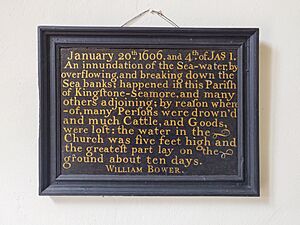 January 20th. 1606, and 4th. of JAS I.
An innundation of the Sea-water, by
overflowing, and breaking down the
Sea banks; happened in this Parish
of Kingstone-Seamore, and many
others adjoining; by reaſon where
-of, many Perſons were drown'd
and much Cattle, and Goods,
were loſt: the water in the
Church was five feet high and
the greateſt part lay on the
ground about ten days.
WILLIAM BOWER.